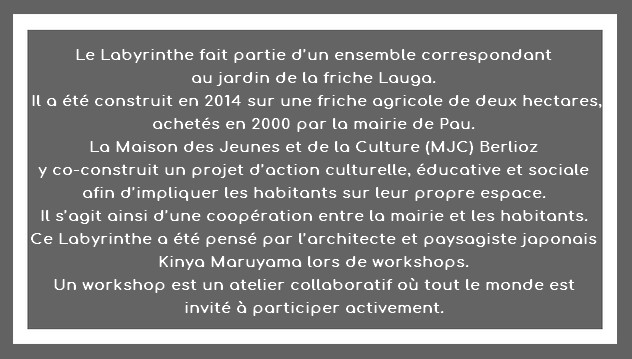 Le Labyrinthe fait partie d'un ensemble correspondant
au jardin de la friche Lauga.
Il a été construit en 2014 sur une friche agricole de deux hectares,
achetés en 2000 par la mairie de Pau.
La Maison des Jeunes et de la Culture (MJC) Berlioz
y co-construit un projet d'action culturelle, éducative et sociale
afin d'impliquer les habitants sur leur propre espace.
Il s'agit ainsi d'une coopération entre la mairie et les habitants.
Ce Labyrinthe a été pensé par l'architecte et paysagiste japonais
Kinya Maruyama lors de workshops.
Un workshop est un atelier collaboratif où tout le monde est
invité à participer activement.